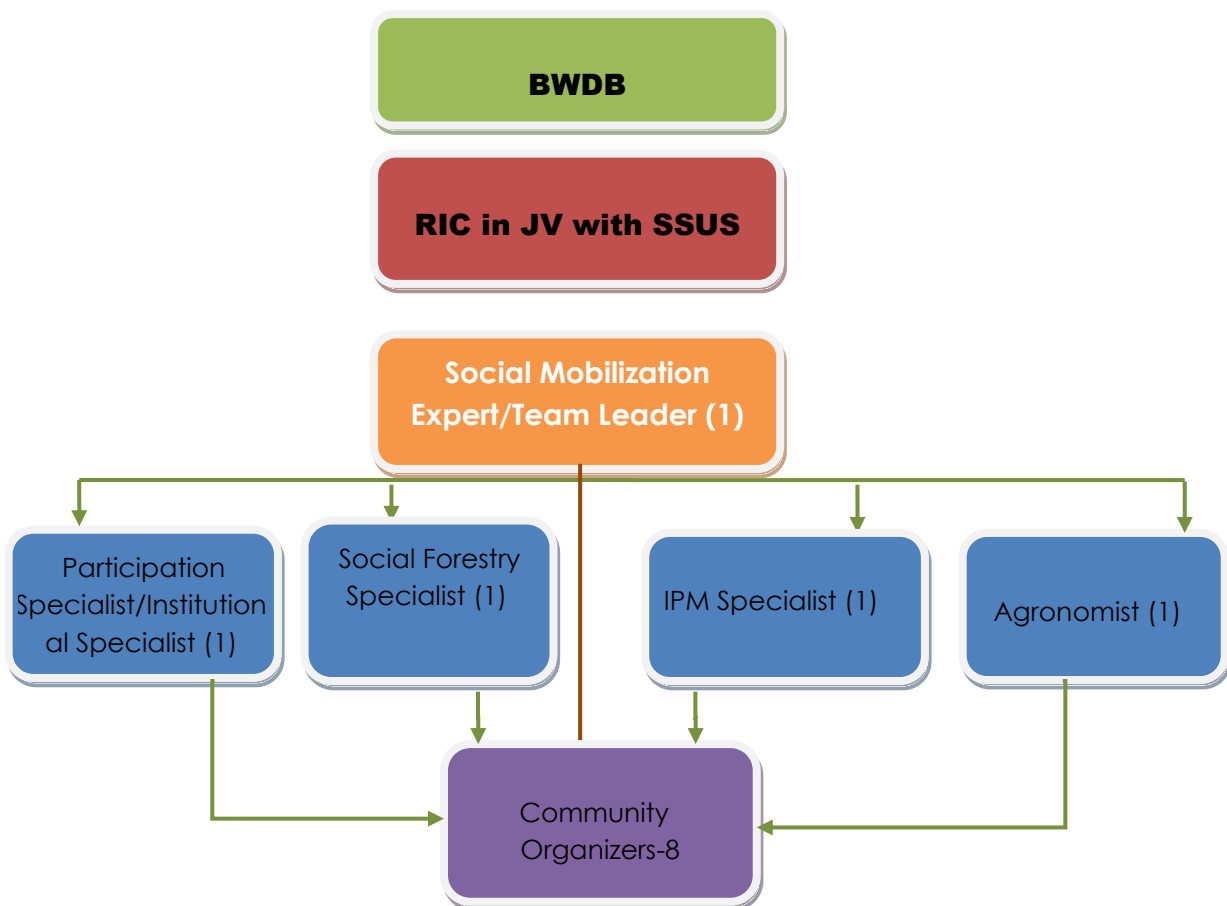 BWDB
RIC in JV with SSUS
Social Mobilization
Expert/Team Leader (1)
Participation
Specialist/Institution
al Specialist (1)
Social Forestry
Specialist (1)
IPM Specialist (1)
Agronomist (1)
Community
Organizers-8